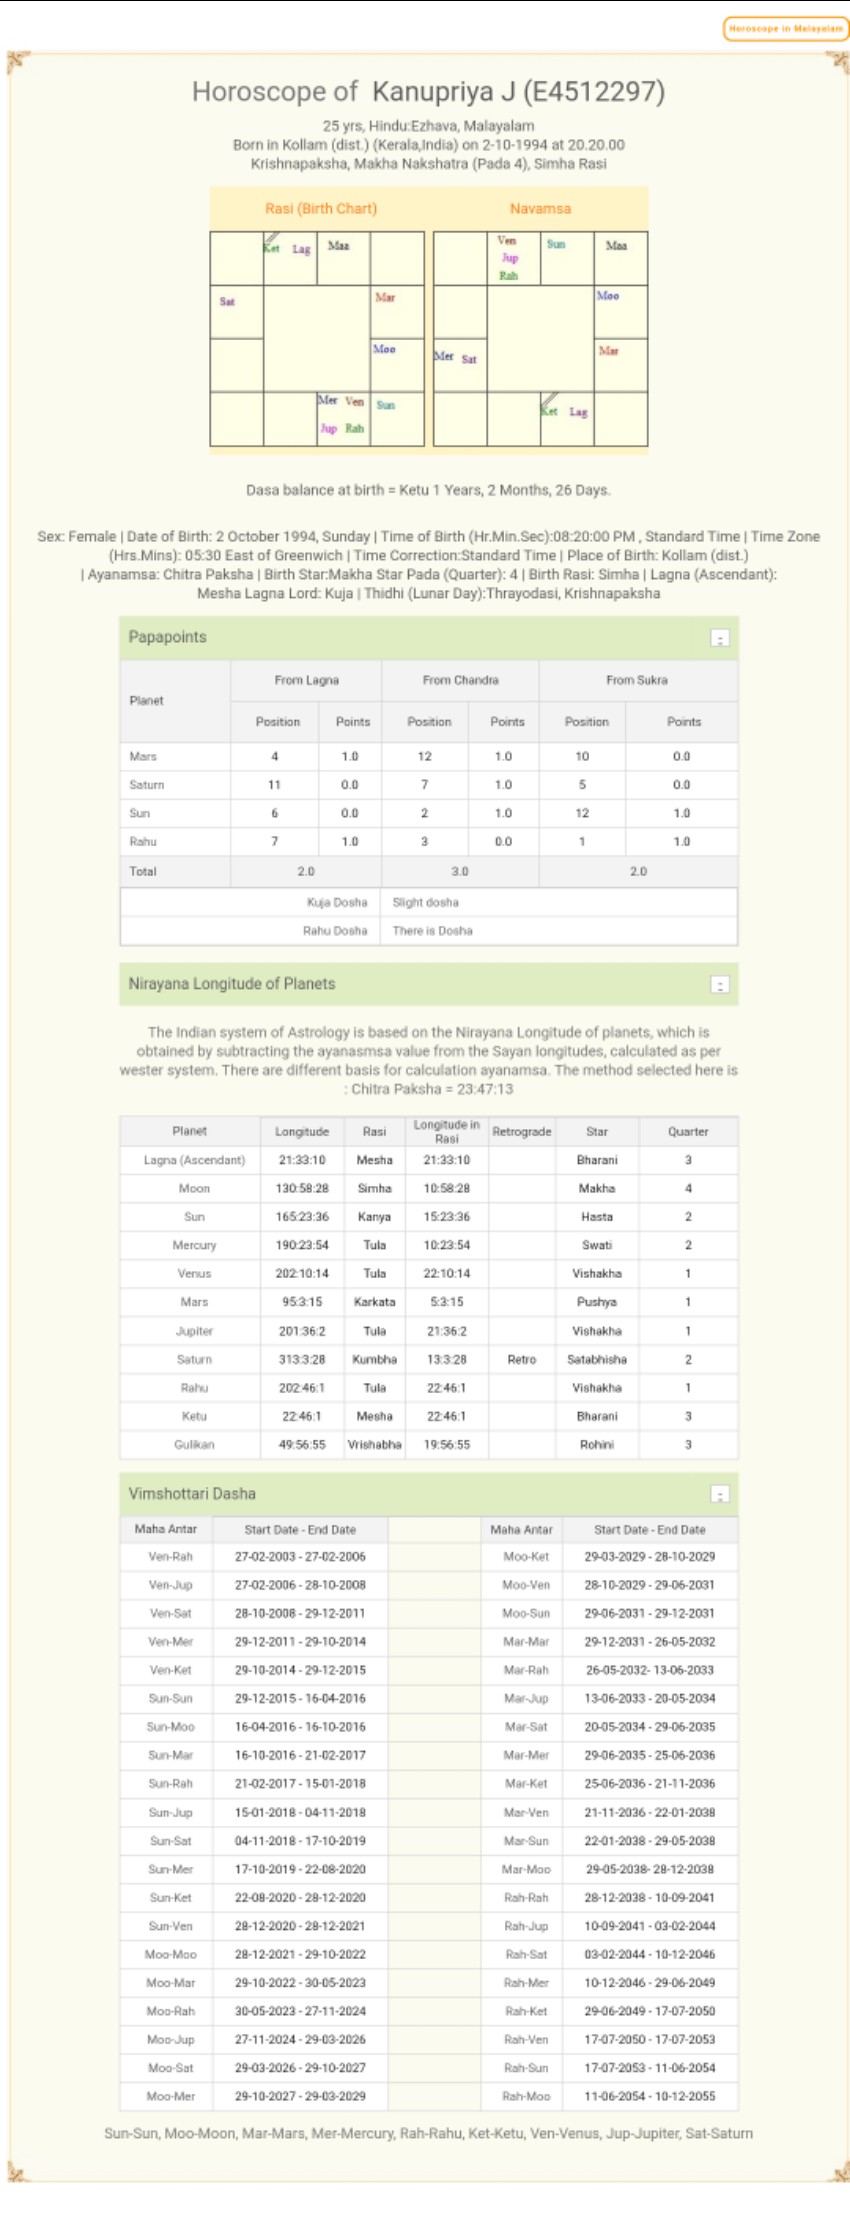 Horoscope in Malayalam
Horoscope of Kanupriya J (E4512297)
25 yrs, Hindu:Ezhava, Malayalam
Born in Kollam (dist.) (Kerala,India) on 2-10-1994 at 20.20.00
Krishnapaksha, Makha Nakshatra (Pada 4), Simha Rasi
Rasi (Birth Chart) Navamsa
Ket Lag Maa Ven Jup Rah Sun Maa
Sat Mar Moo
Moo Mer Sat Mar
Mer Ven Jup Rah Sun Ket Lag
Dasa balance at birth = Ketu 1 Years, 2 Months, 26 Days.
Sex: Female | Date of Birth: 2 October 1994, Sunday | Time of Birth (Hr.Min.Sec):08:20:00 PM , Standard Time | Time Zone
(Hrs.Mins): 05:30 East of Greenwich | Time Correction:Standard Time | Place of Birth: Kollam (dist.)
| Ayanamsa: Chitra Paksha | Birth Star:Makha Star Pada (Quarter): 4 | Birth Rasi: Simha | Lagna (Ascendant):
Mesha Lagna Lord: Kuja | Thidhi (Lunar Day):Thrayodasi, Krishnapaksha
Papapoints
Planet From Lagna From Chandra From Sukra
Position Points Position Points Position Points
Mars 4 1.0 12 1.0 10 0.0
Saturn 11 0.0 7 1.0 5 0.0
Sun 6 0.0 2 1.0 12 1.0
Rahu 7 1.0 3 0.0 1 1.0
Total 2.0 3.0 2.0
Kuja Dosha Slight dosha
Rahu Dosha There is Dosha
Nirayana Longitude of Planets
The Indian system of Astrology is based on the Nirayana Longitude of planets, which is
obtained by subtracting the ayanasmsa value from the Sayan longitudes, calculated as per
wester system. There are different basis for calculation ayanamsa. The method selected here is
: Chitra Paksha = 23:47:13
Planet Longitude Rasi Longitude in Rasi Retrograde Star Quarter
Lagna (Ascendant) 21:33:10 Mesha 21:33:10 Bharani 3
Moon 130:58:28 Simha 10:58:28 Makha 4
Sun 165:23:36 Kanya 15:23:36 Hasta 2
Mercury 190:23:54 Tula 10:23:54 Swati 2
Venus 202:10:14 Tula 22:10:14 Vishakha 1
Mars 95:3:15 Karkata 5:3:15 Pushya 1
Jupiter 201:36:2 Tula 21:36:2 Vishakha 1
Saturn 313:3:28 Kumbha 13:3:28 Retro Satabhisha 2
Rahu 202:46:1 Tula 22:46:1 Vishakha 1
Ketu 22:46:1 Mesha 22:46:1 Bharani 3
Gulikan 49:56:55 Vrishabha 19:56:55 Rohini 3
Vimshottari Dasha
Maha Antar Start Date - End Date Maha Antar Start Date - End Date
Ven-Rah 27-02-2003 - 27-02-2006 Moo-Ket 29-03-2029 - 28-10-2029
Ven-Jup 27-02-2006 - 28-10-2008 Moo-Ven 28-10-2029 - 29-06-2031
Ven-Sat 28-10-2008 - 29-12-2011 Moo-Sun 29-06-2031 - 29-12-2031
Ven-Mer 29-12-2011 - 29-10-2014 Mar-Mar 29-12-2031 - 26-05-2032
Ven-Ket 29-10-2014 - 29-12-2015 Mar-Rah 26-05-2032- 13-06-2033
Sun-Sun 29-12-2015 - 16-04-2016 Mar-Jup 13-06-2033 - 20-05-2034
Sun-Moo 16-04-2016 - 16-10-2016 Mar-Sat 20-05-2034 - 29-06-2035
Sun-Mar 16-10-2016 - 21-02-2017 Mar-Mer 29-06-2035 - 25-06-2036
Sun-Rah 21-02-2017 - 15-01-2018 Mar-Ket 25-06-2036 - 21-11-2036
Sun-Jup 15-01-2018 - 04-11-2018 Mar-Ven 21-11-2036 - 22-01-2038
Sun-Sat 04-11-2018 - 17-10-2019 Mar-Sun 22-01-2038 - 29-05-2038
Sun-Mer 17-10-2019 - 22-08-2020 Mar-Moo 29-05-2038- 28-12-2038
Sun-Ket 22-08-2020 - 28-12-2020 Rah-Rah 28-12-2038 - 10-09-2041
Sun-Ven 28-12-2020 - 28-12-2021 Rah-Jup 10-09-2041 - 03-02-2044
Moo-Moo 28-12-2021 - 29-10-2022 Rah-Sat 03-02-2044 - 10-12-2046
Moo-Mar 29-10-2022 - 30-05-2023 Rah-Mer 10-12-2046 - 29-06-2049
Moo-Rah 30-05-2023 - 27-11-2024 Rah-Ket 29-06-2049 - 17-07-2050
Moo-Jup 27-11-2024 - 29-03-2026 Rah-Ven 17-07-2050 - 17-07-2053
Moo-Sat 29-03-2026 - 29-10-2027 Rah-Sun 17-07-2053 - 11-06-2054
Moo-Mer 29-10-2027 - 29-03-2029 Rah-Moo 11-06-2054 - 10-12-2055
Sun-Sun, Moo-Moon, Mar-Mars, Mer-Mercury, Rah-Rahu, Ket-Ketu, Ven-Venus, Jup-Jupiter, Sat-Saturn